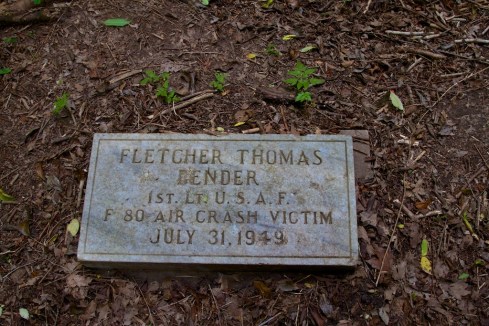 FLETCHER THOMAS
BENDER
1ST. LT. U.S.A.F.
F 80 AIR CRASH VICTIM
JULY 31, 1949